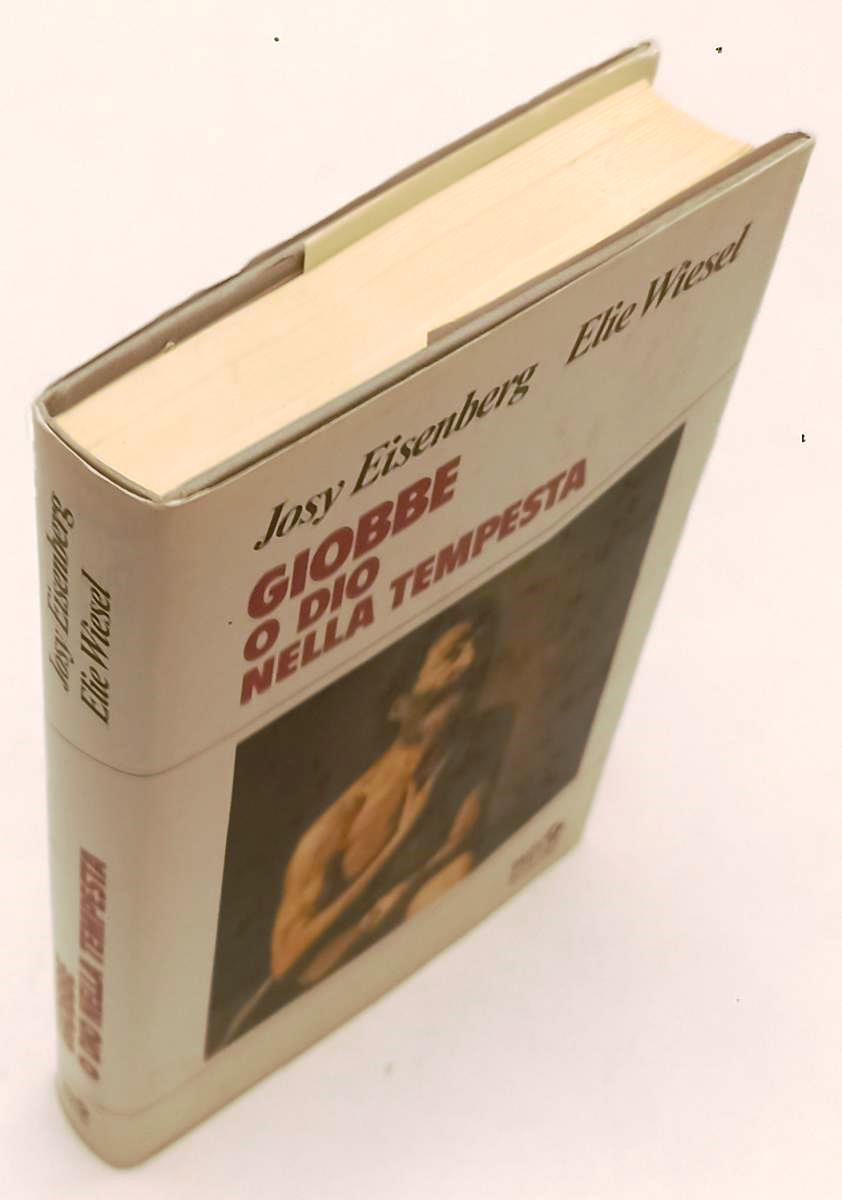 Josy Eisenberg Elie Wiesel
GIOBBE
O DIO
NELLA TEMPESTA
Josy Eisenberg
Elie Wiesel
GIOBBE
O DIO NELLA TEMPESTA